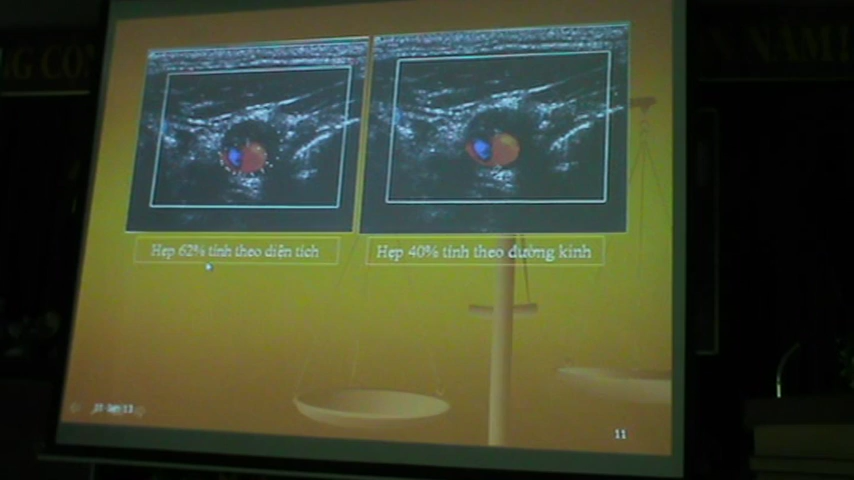 Hẹp 62% tính theo diện tích
Hẹp 40% tính theo đường kính
11